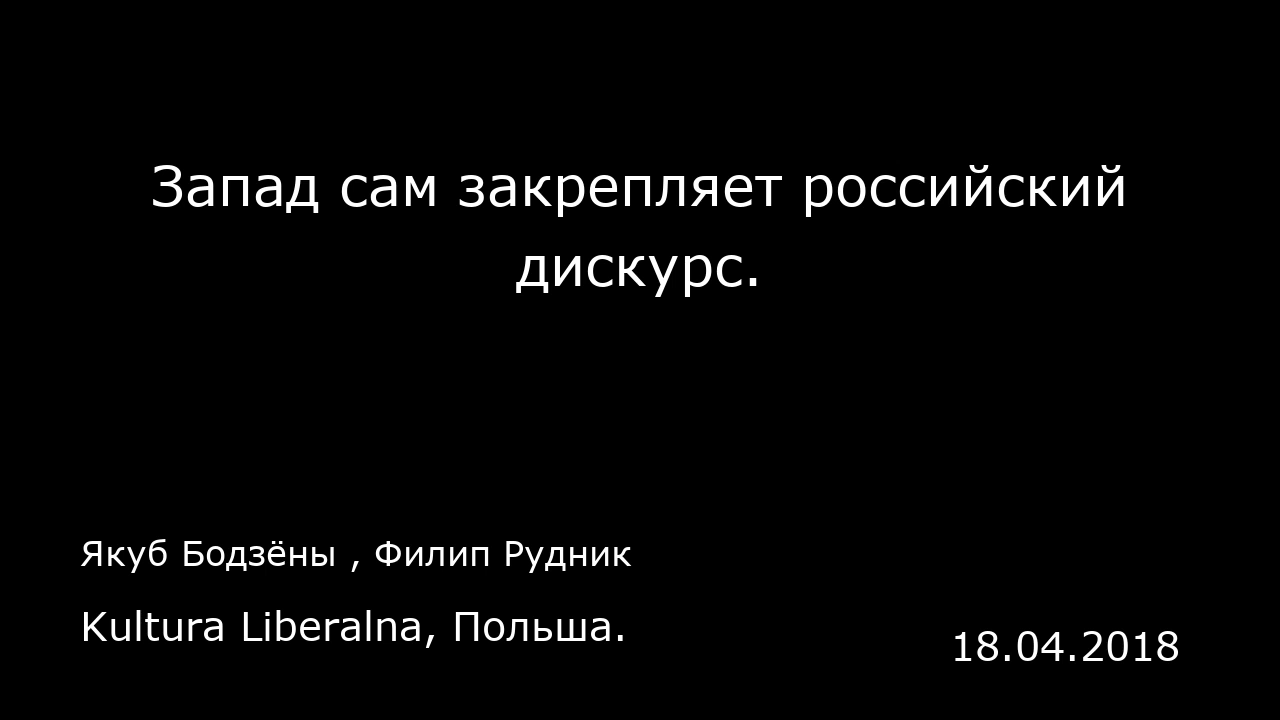 Запад сам закрепляет российский
дискурс.
Якуб Бодзёны , Филип Рудник
Kultura Liberalna, Польша.
18.04.2018